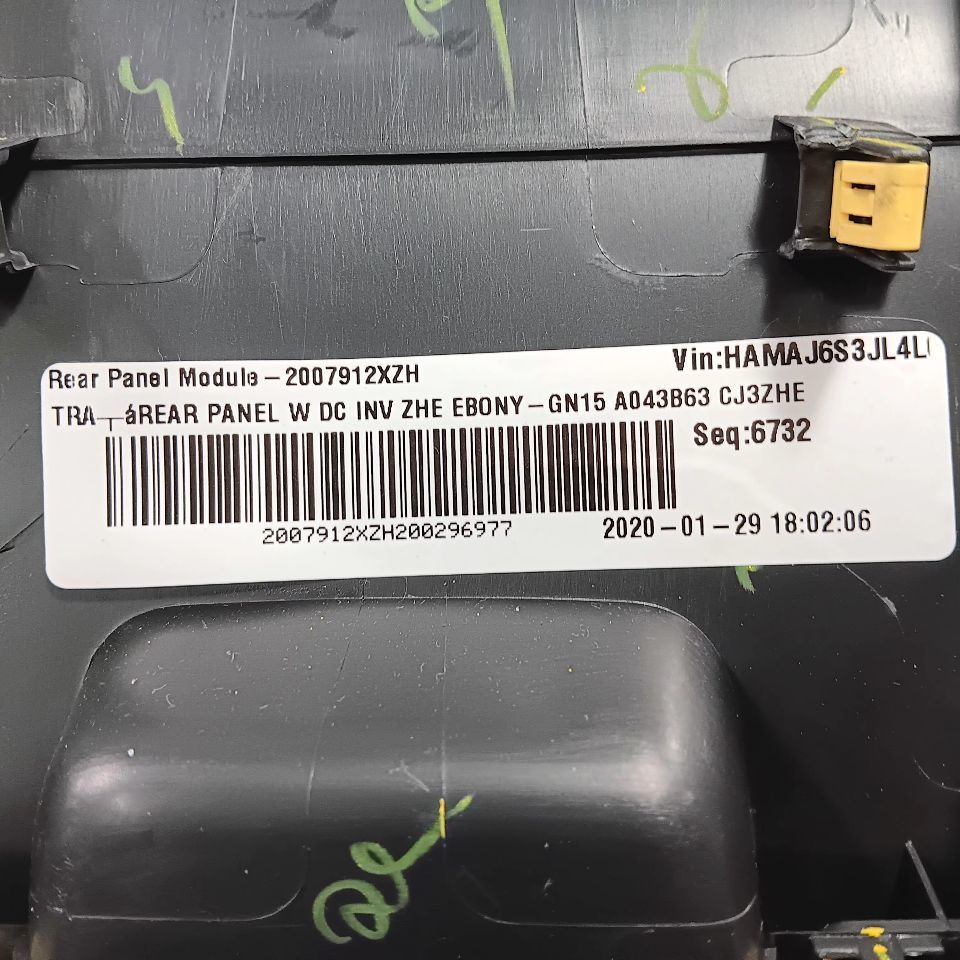 Rear Panel Module-2007912XZH
Vin:HAMAJ6S3JL4L
TRA┬áREAR PANEL W DC INV ZHE EBONY-GN15 A043B63 CJ3ZHE
Seq:6732
2007912XZH200296977
2020-01-29 18:02:06